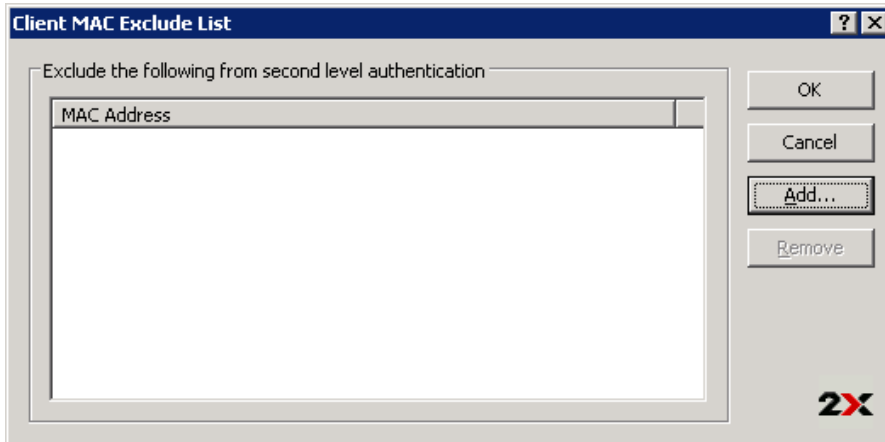 Client MAC Exclude List
Exclude the following from second level authentication
MAC Address
OK
Cancel
Add...
Remove
2X